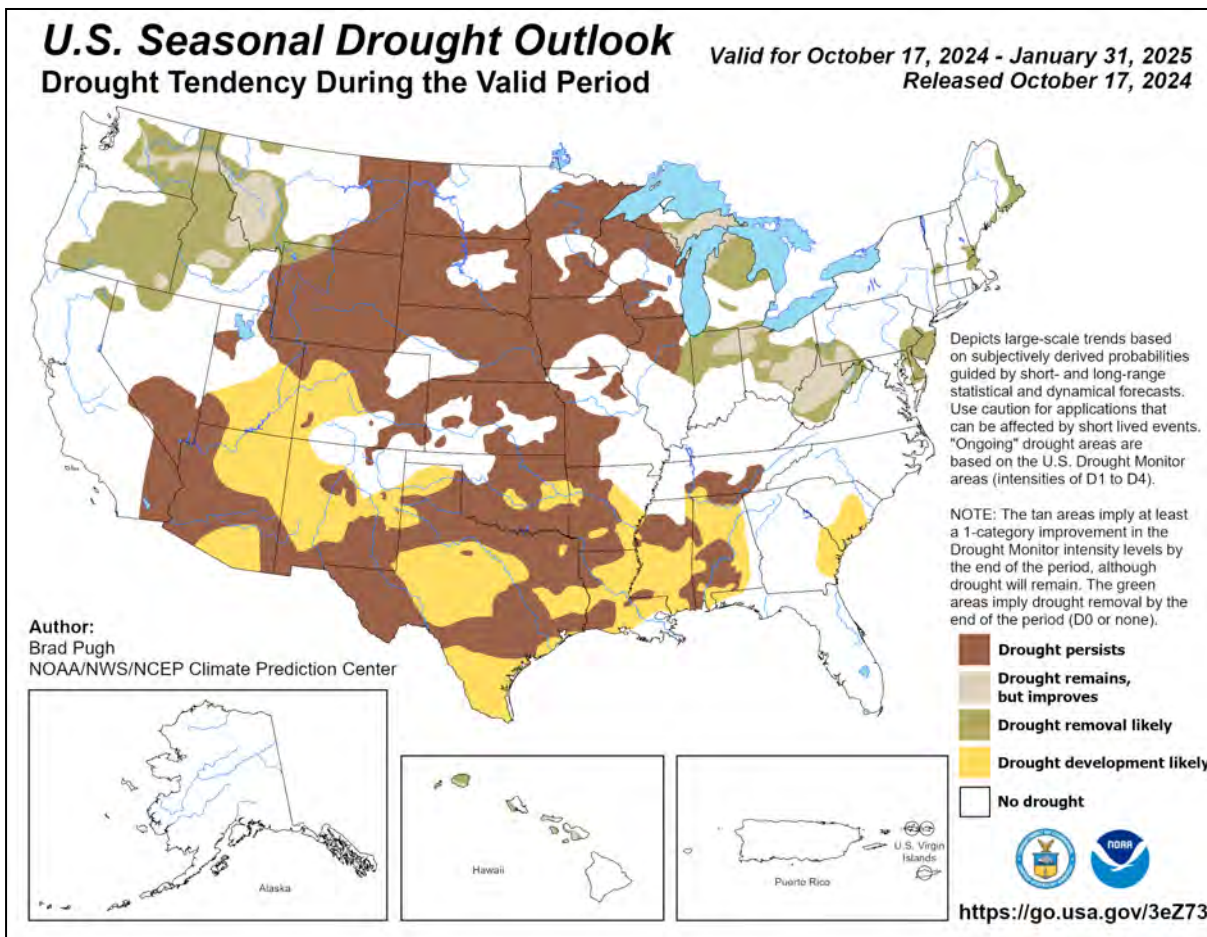 U.S. Seasonal Drought Outlook
Drought Tendency During the Valid Period
Valid for October 17, 2024 - January 31, 2025
Released October 17, 2024
Depicts large-scale trends based
on subjectively derived probabilities
guided by short- and long-range
statistical and dynamical forecasts.
Use caution for applications that
can be affected by short lived events.
"Ongoing" drought areas are
based on the U.S. Drought Monitor
areas (intensities of D1 to D4).
NOTE: The tan areas imply at least
a 1-category improvement in the
Drought Monitor intensity levels by
the end of the period, although
drought will remain. The green
areas imply drought removal by the
end of the period (D0 or none).
Author:
Brad Pugh
NOAA/NWS/NCEP Climate Prediction Center
Drought persists
Drought remains,
but improves
Drought removal likely
Drought development likely
No drought
Alaska
Hawaii
Puerto Rico
U.S. Virgin
Islands
NOAA
https://go.usa.gov/3eZ73